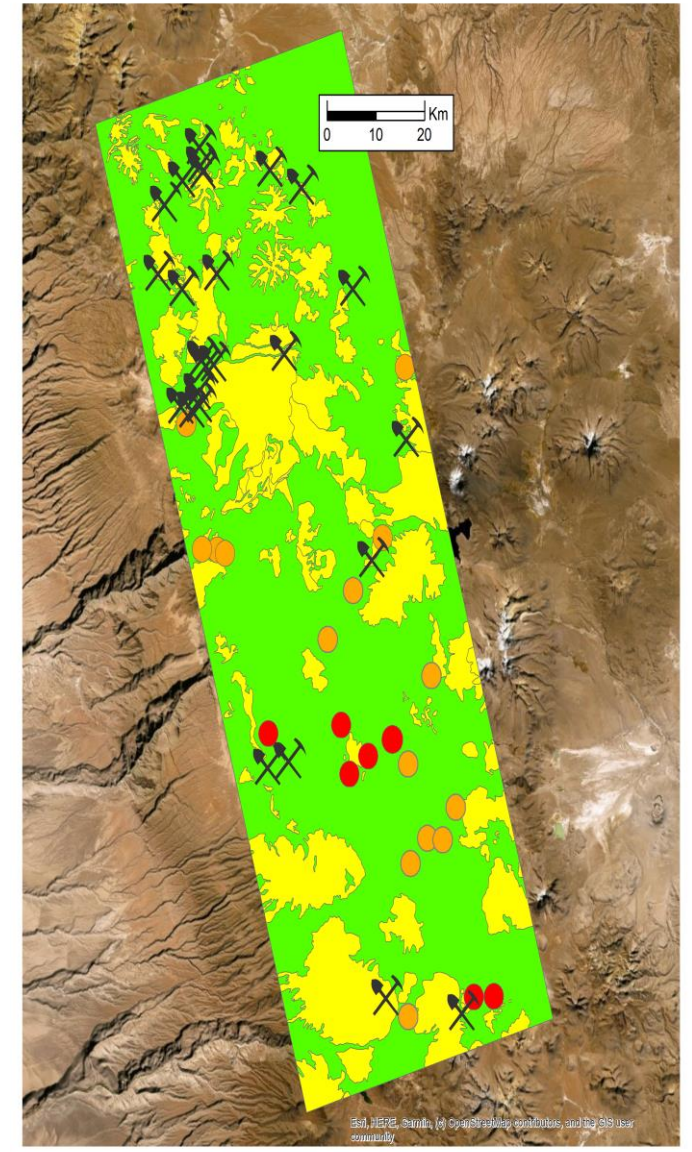 Km
0 10 20
Esri, HERE, Garmin, (c) OpenStreetMap contributors, and the GIS user
community